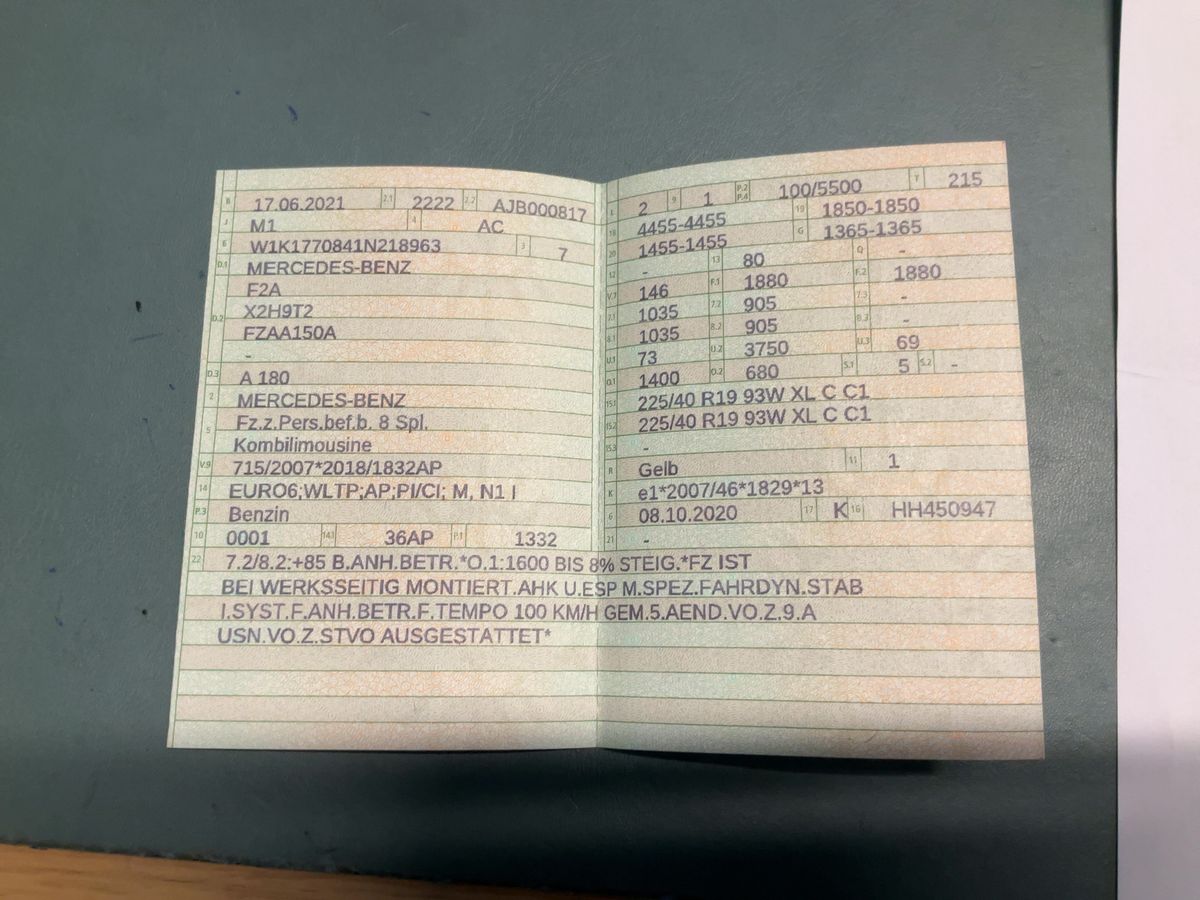 B 17.06.2021 2.1 2222 2.2 AJB000817
J M1 4 AC
E W1K1770841N218963 3 7
D.1 MERCEDES-BENZ
F2A
D.2 X2H9T2
FZAA150A
-
D.3 A 180
2 MERCEDES-BENZ
5 Fz.z.Pers.bef.b. 8 Spl.
Kombilimousine
V.9 715/2007*2018/1832AP
14 EURO6;WLTP;AP;PI/CI; M, N1 I
P.3 Benzin
10 0001 14.1 36AP P.1 1332
L 2 9 1 P.2 P.4 100/5500 T 215
18 4455-4455 19 1850-1850
20 1455-1455 G 1365-1365
12 - 13 80 Q -
V.7 146 F.1 1880 F.2 1880
7.1 1035 7.2 905 7.3 -
8.1 1035 8.2 905 8.3 -
U.1 73 U.2 3750 U.3 69
O.1 1400 O.2 680 S.1 5 S.2 -
15.1 225/40 R19 93W XL C C1
15.2 225/40 R19 93W XL C C1
15.3 -
R Gelb 11 1
K e1*2007/46*1829*13
6 08.10.2020 17 K 16 HH450947
21 -
22 7.2/8.2:+85 B.ANH.BETR.*O.1:1600 BIS 8% STEIG.*FZ IST
BEI WERKSSEITIG MONTIERT.AHK U.ESP M.SPEZ.FAHRDYN.STAB
I.SYST.F.ANH.BETR.F.TEMPO 100 KM/H GEM.5.AEND.VO.Z.9.A
USN.VO.Z.STVO AUSGESTATTET*